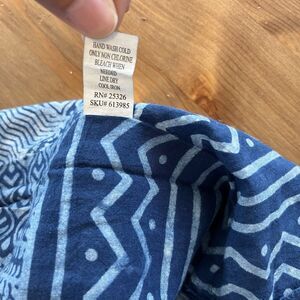 HAND WASH COLD
ONLY NON CHLORINE
BLEACH WHEN
NEEDED
LINE DRY
COOL IRON
RN# 25326
SKU# 613985